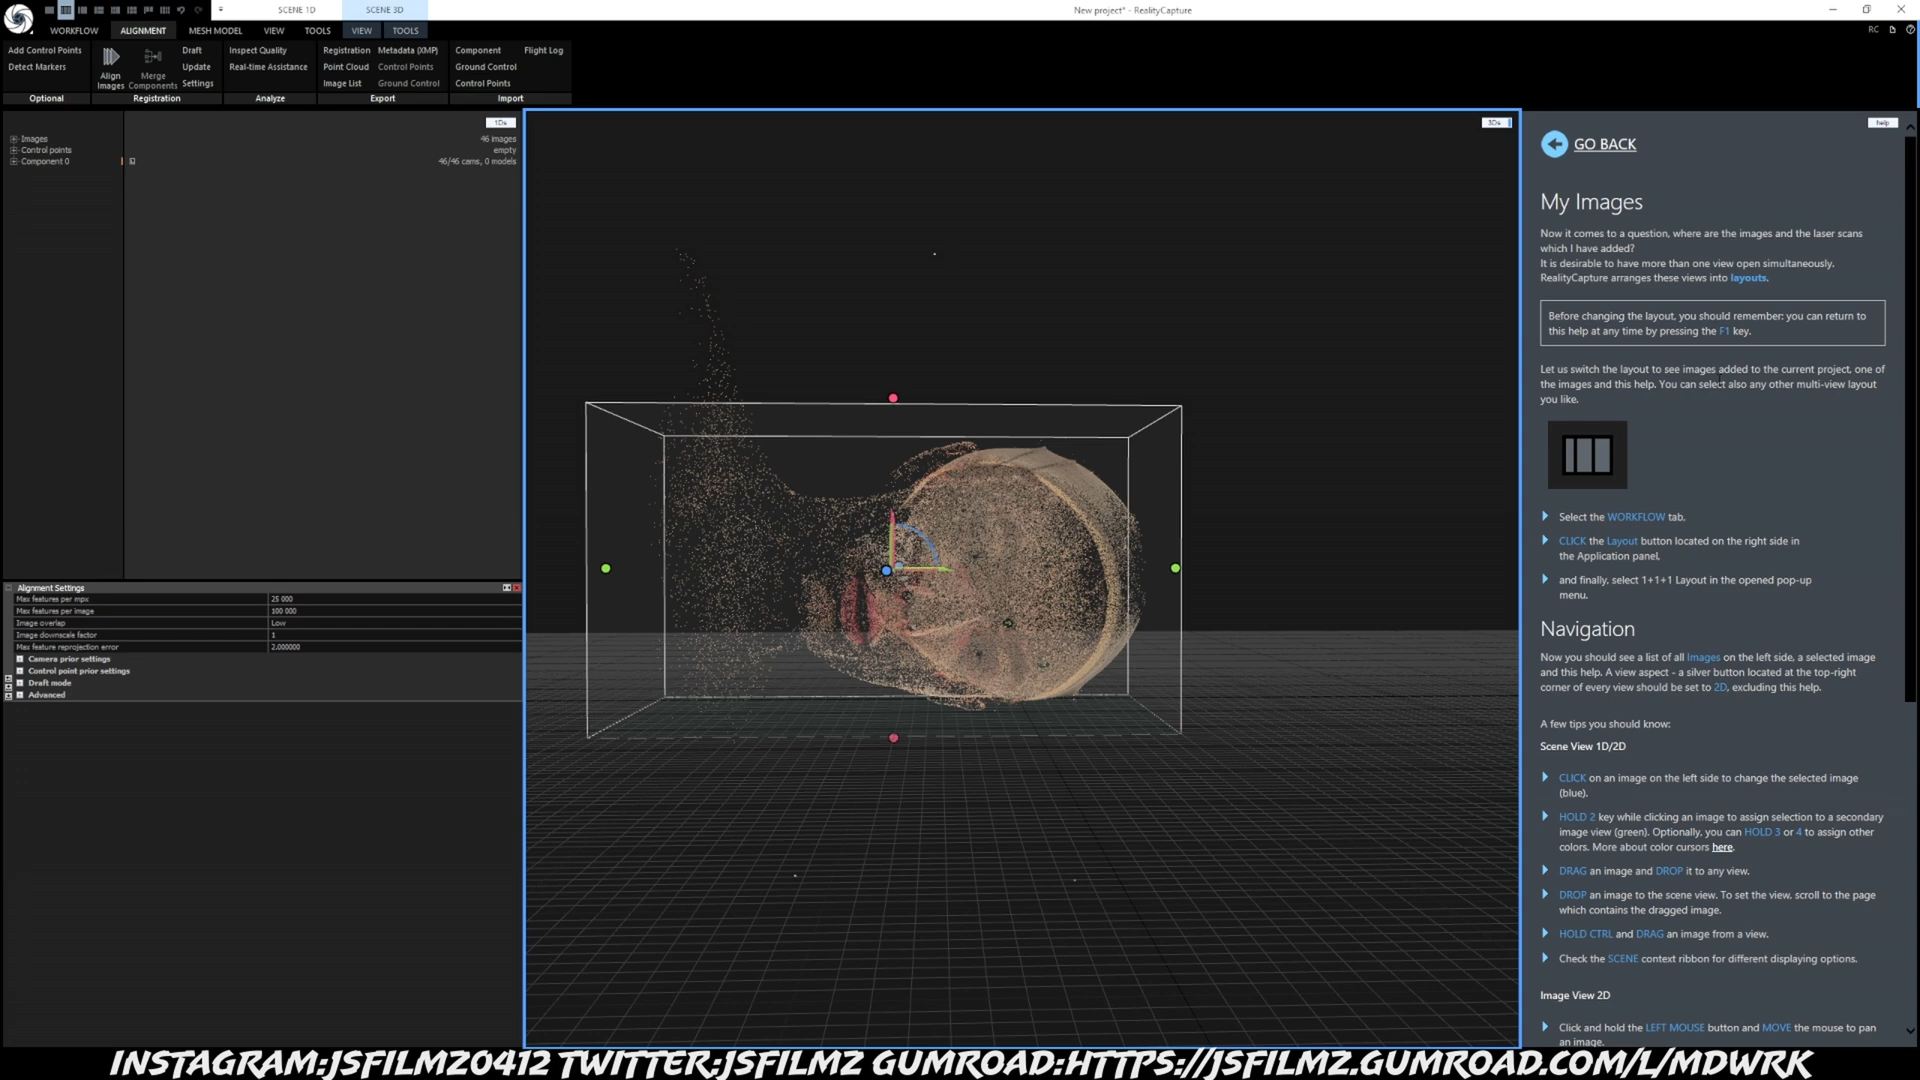 SCENE 1D
SCENE 3D
New project* - RealityCapture
WORKFLOW
ALIGNMENT
MESH MODEL
VIEW
TOOLS
VIEW
TOOLS
RC
Add Control Points
Detect Markers
Optional
Align Images
Merge Components
Draft
Update
Settings
Registration
Inspect Quality
Real-time Assistance
Analyze
Registration
Metadata (XMP)
Point Cloud
Control Points
Image List
Ground Control
Export
Component
Flight Log
Ground Control
Control Points
Import
1Ds
Images
46 images
Control points
empty
Component 0
46/46 cams, 0 models
Alignment Settings
Max features per mpx
25 000
Max features per image
100 000
Image overlap
Low
Image downscale factor
1
Max feature reprojection error
2.000000
Camera prior settings
Control point prior settings
Draft mode
Advanced
3Ds
help
GO BACK
My Images
Now it comes to a question, where are the images and the laser scans
which I have added?
It is desirable to have more than one view open simultaneously.
RealityCapture arranges these views into layouts.
Before changing the layout, you should remember: you can return to
this help at any time by pressing the F1 key.
Let us switch the layout to see images added to the current project, one of
the images and this help. You can select also any other multi-view layout
you like.
Select the WORKFLOW tab.
CLICK the Layout button located on the right side in
the Application panel,
and finally, select 1+1+1 Layout in the opened pop-up
menu.
Navigation
Now you should see a list of all Images on the left side, a selected image
and this help. A view aspect - a silver button located at the top-right
corner of every view should be set to 2D, excluding this help.
A few tips you should know:
Scene View 1D/2D
CLICK on an image on the left side to change the selected image
(blue).
HOLD 2 key while clicking an image to assign selection to a secondary
image view (green). Optionally, you can HOLD 3 or 4 to assign other
colors. More about color cursors here.
DRAG an image and DROP it to any view.
DROP an image to the scene view. To set the view, scroll to the page
which contains the dragged image.
HOLD CTRL and DRAG an image from a view.
Check the SCENE context ribbon for different displaying options.
Image View 2D
Click and hold the LEFT MOUSE button and MOVE the mouse to pan
an image.
INSTAGRAM:JSFILMZ0412 TWITTER:JSFILMZ GUMROAD:HTTPS://JSFILMZ.GUMROAD.COM/L/MDWRK